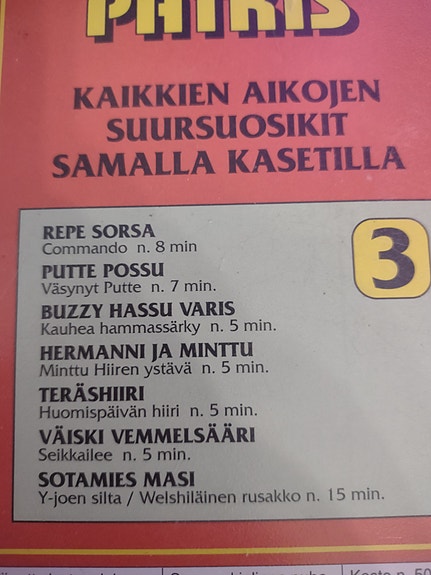 PATRIS
KAIKKIEN AIKOJEN
SUURSUOSIKIT
SAMALLA KASETILLA
3
REPE SORSA
Commando n. 8 min
PUTTE POSSU
Väsynyt Putte n. 7 min.
BUZZY HASSU VARIS
Kauhea hammassärky n. 5 min.
HERMANNI JA MINTTU
Minttu Hiiren ystävä n. 5 min.
TERÄSHIIRI
Huomispäivän hiiri n. 5 min.
VÄISKI VEMMELSÄÄRI
Seikkailee n. 5 min.
SOTAMIES MASI
Y-joen silta / Welshiläinen rusakko n. 15 min.